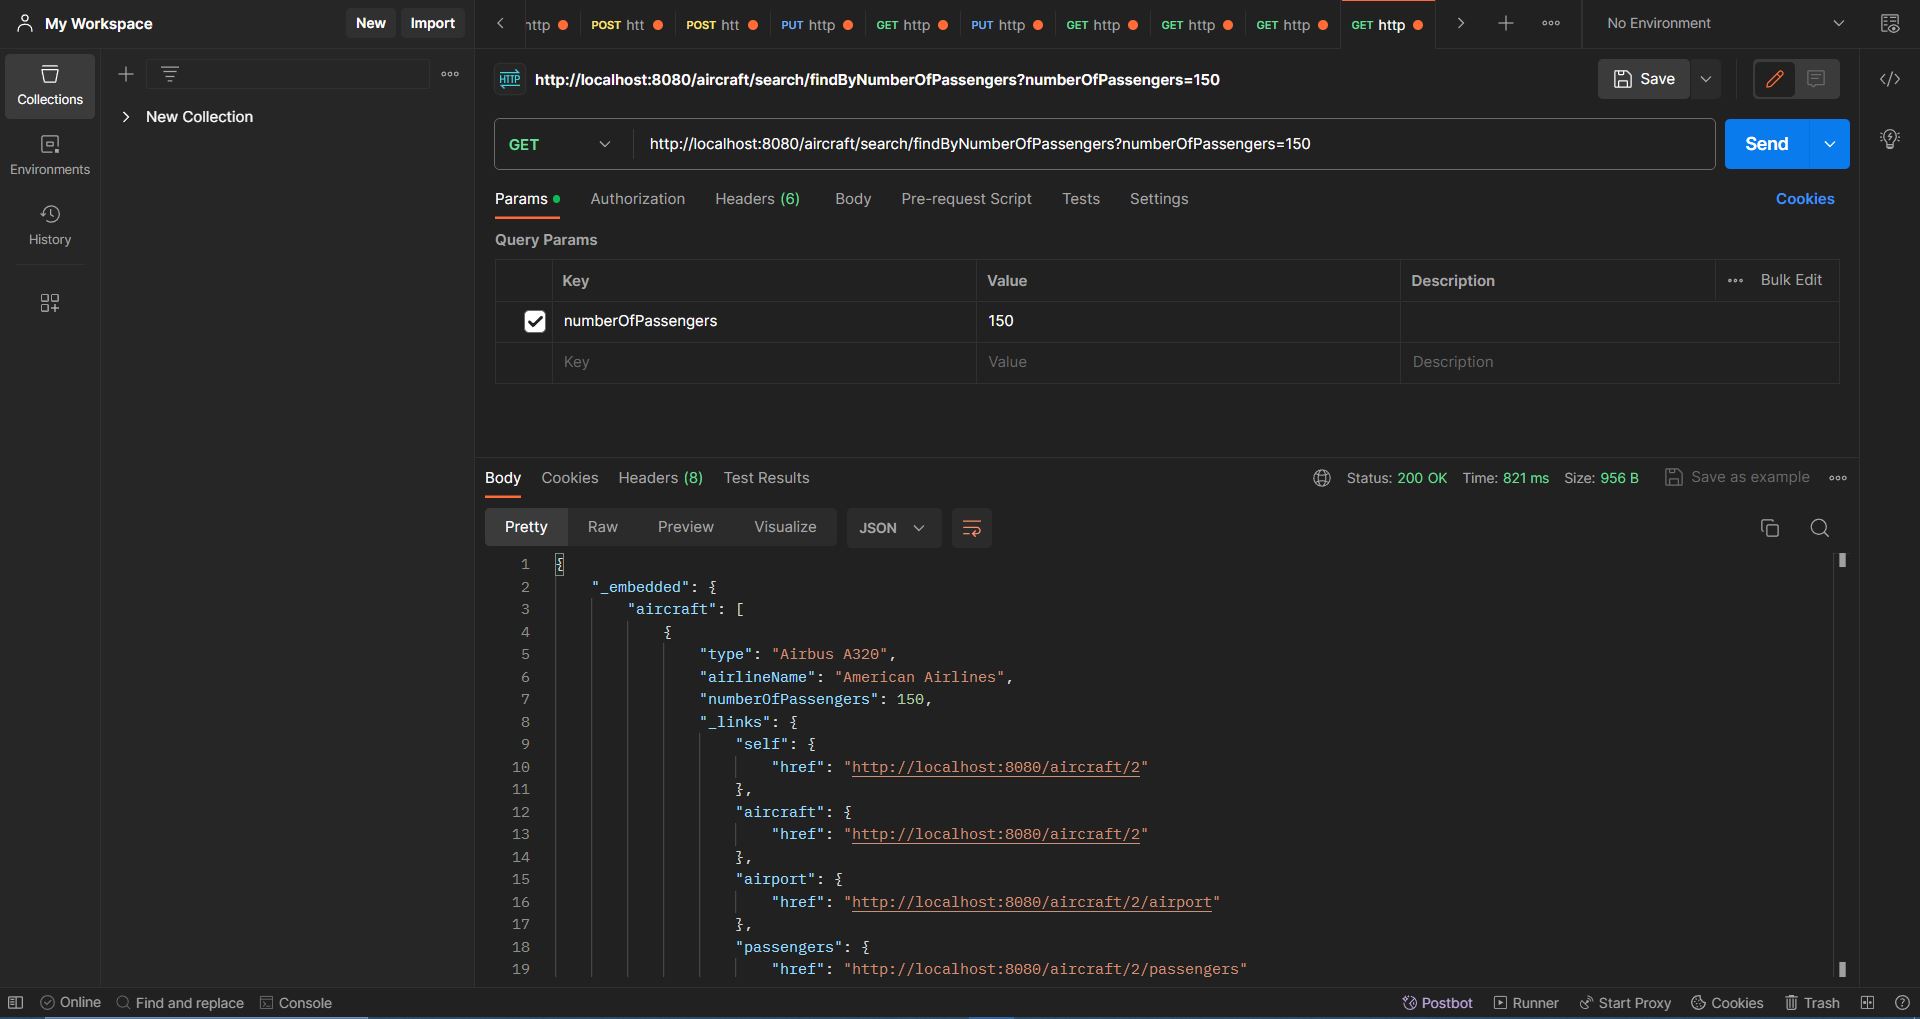 My Workspace
New
Import
http
POST htt
POST htt
PUT http
GET http
PUT http
GET http
GET http
GET http
GET http
No Environment
Collections
New Collection
Environments
History
HTTP
http://localhost:8080/aircraft/search/findByNumberOfPassengers?numberOfPassengers=150
Save
GET
http://localhost:8080/aircraft/search/findByNumberOfPassengers?numberOfPassengers=150
Send
Params
Authorization
Headers (6)
Body
Pre-request Script
Tests
Settings
Cookies
Query Params
Key
Value
Description
Bulk Edit
numberOfPassengers
150
Key
Value
Description
Body
Cookies
Headers (8)
Test Results
Status: 200 OK
Time: 821 ms
Size: 956 B
Save as example
Pretty
Raw
Preview
Visualize
JSON
1 {
2 "_embedded": {
3 "aircraft": [
4 {
5 "type": "Airbus A320",
6 "airlineName": "American Airlines",
7 "numberOfPassengers": 150,
8 "_links": {
9 "self": {
10 "href": "http://localhost:8080/aircraft/2"
11 },
12 "aircraft": {
13 "href": "http://localhost:8080/aircraft/2"
14 },
15 "airport": {
16 "href": "http://localhost:8080/aircraft/2/airport"
17 },
18 "passengers": {
19 "href": "http://localhost:8080/aircraft/2/passengers"
Online
Find and replace
Console
Postbot
Runner
Start Proxy
Cookies
Trash